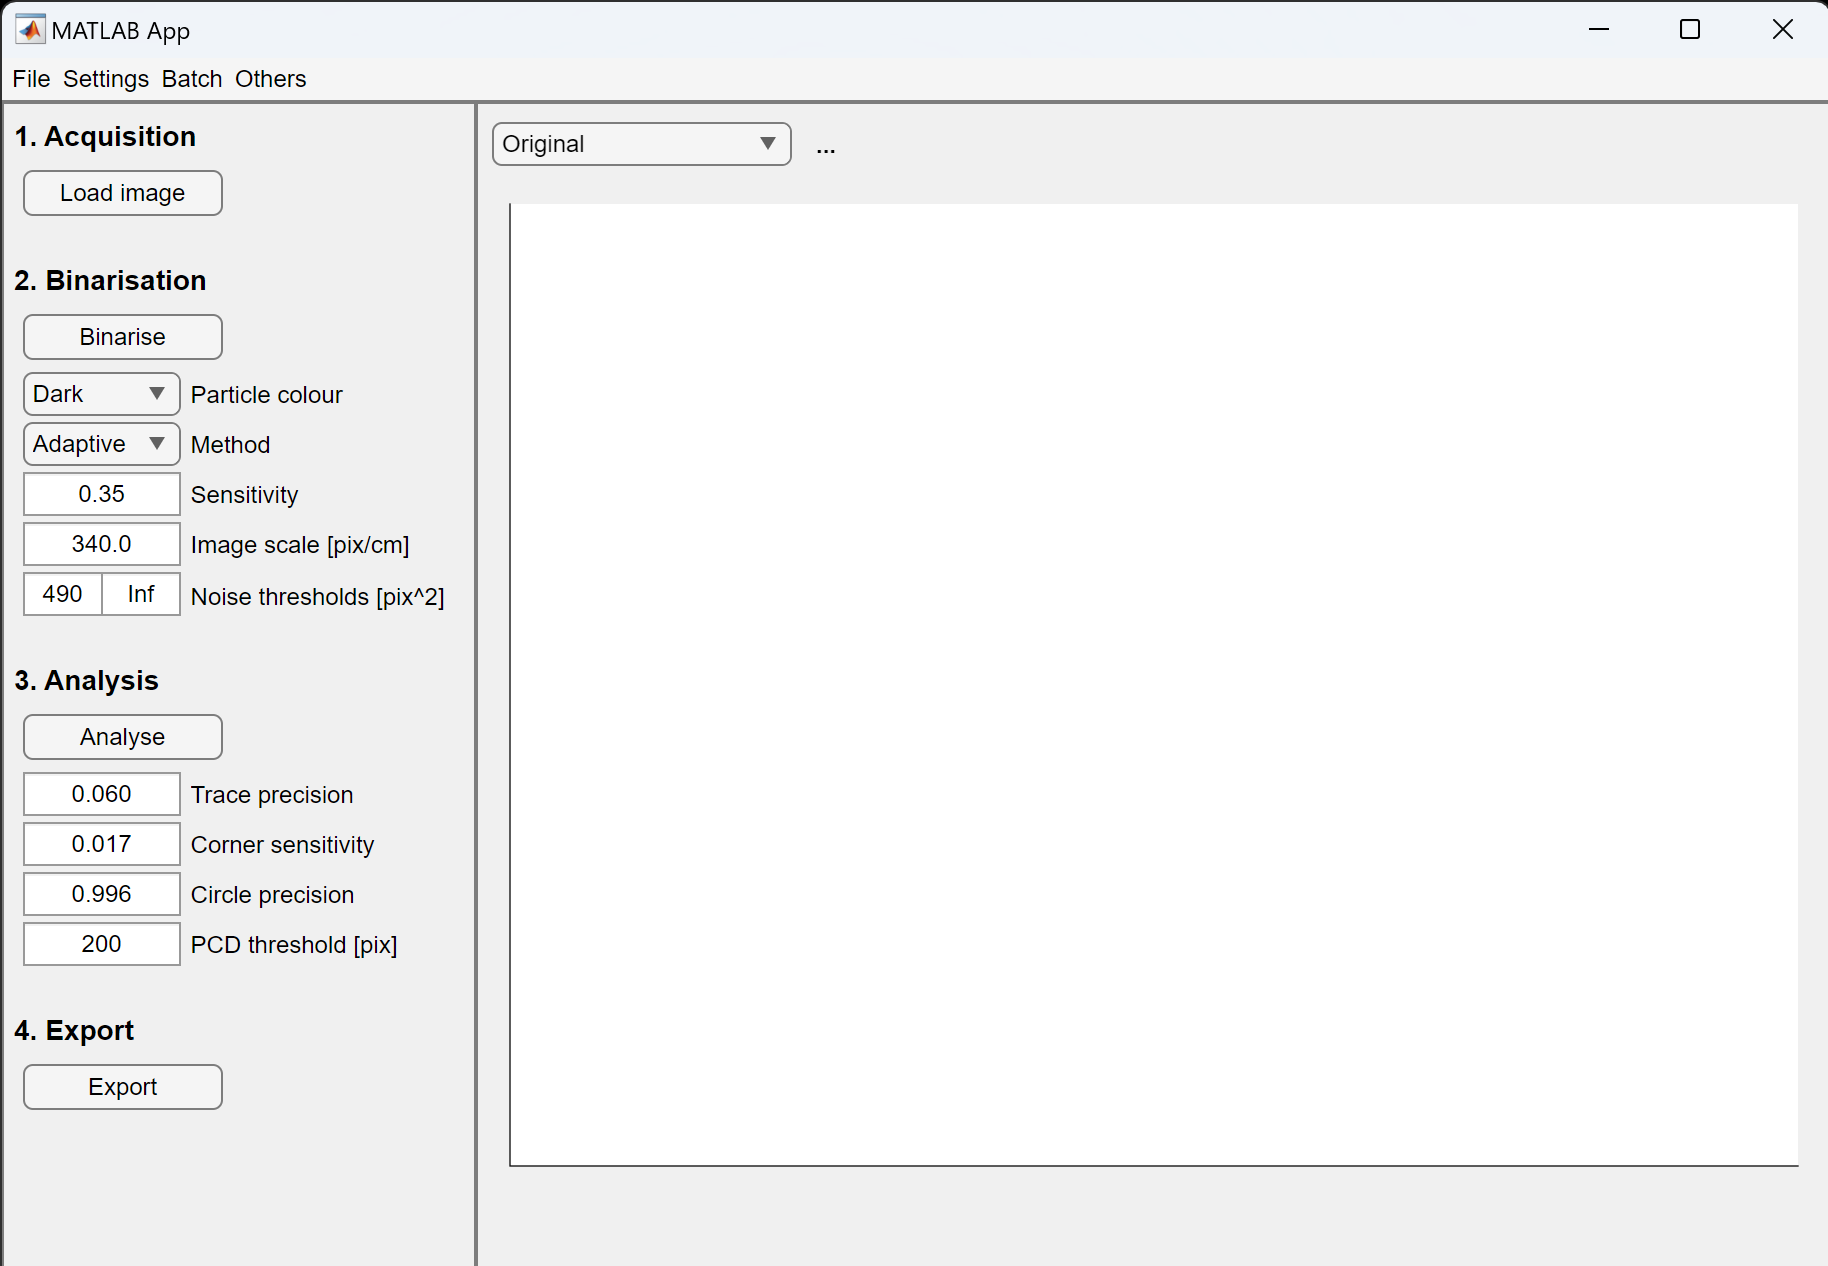 MATLAB App
File Settings Batch Others
1. Acquisition
Load image
2. Binarisation
Binarise
Dark Particle colour
Adaptive Method
0.35 Sensitivity
340.0 Image scale [pix/cm]
490 Inf Noise thresholds [pix^2]
3. Analysis
Analyse
0.060 Trace precision
0.017 Corner sensitivity
0.996 Circle precision
200 PCD threshold [pix]
4. Export
Export
Original ...